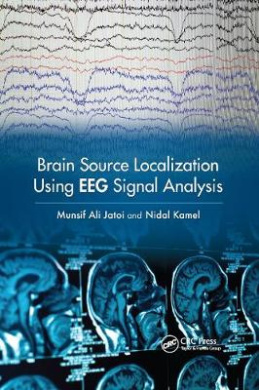 Brain Source Localization
Using EEG Signal Analysis
Munsif Ali Jatoi and Nidal Kamel
CRC Press
Taylor & Francis Group